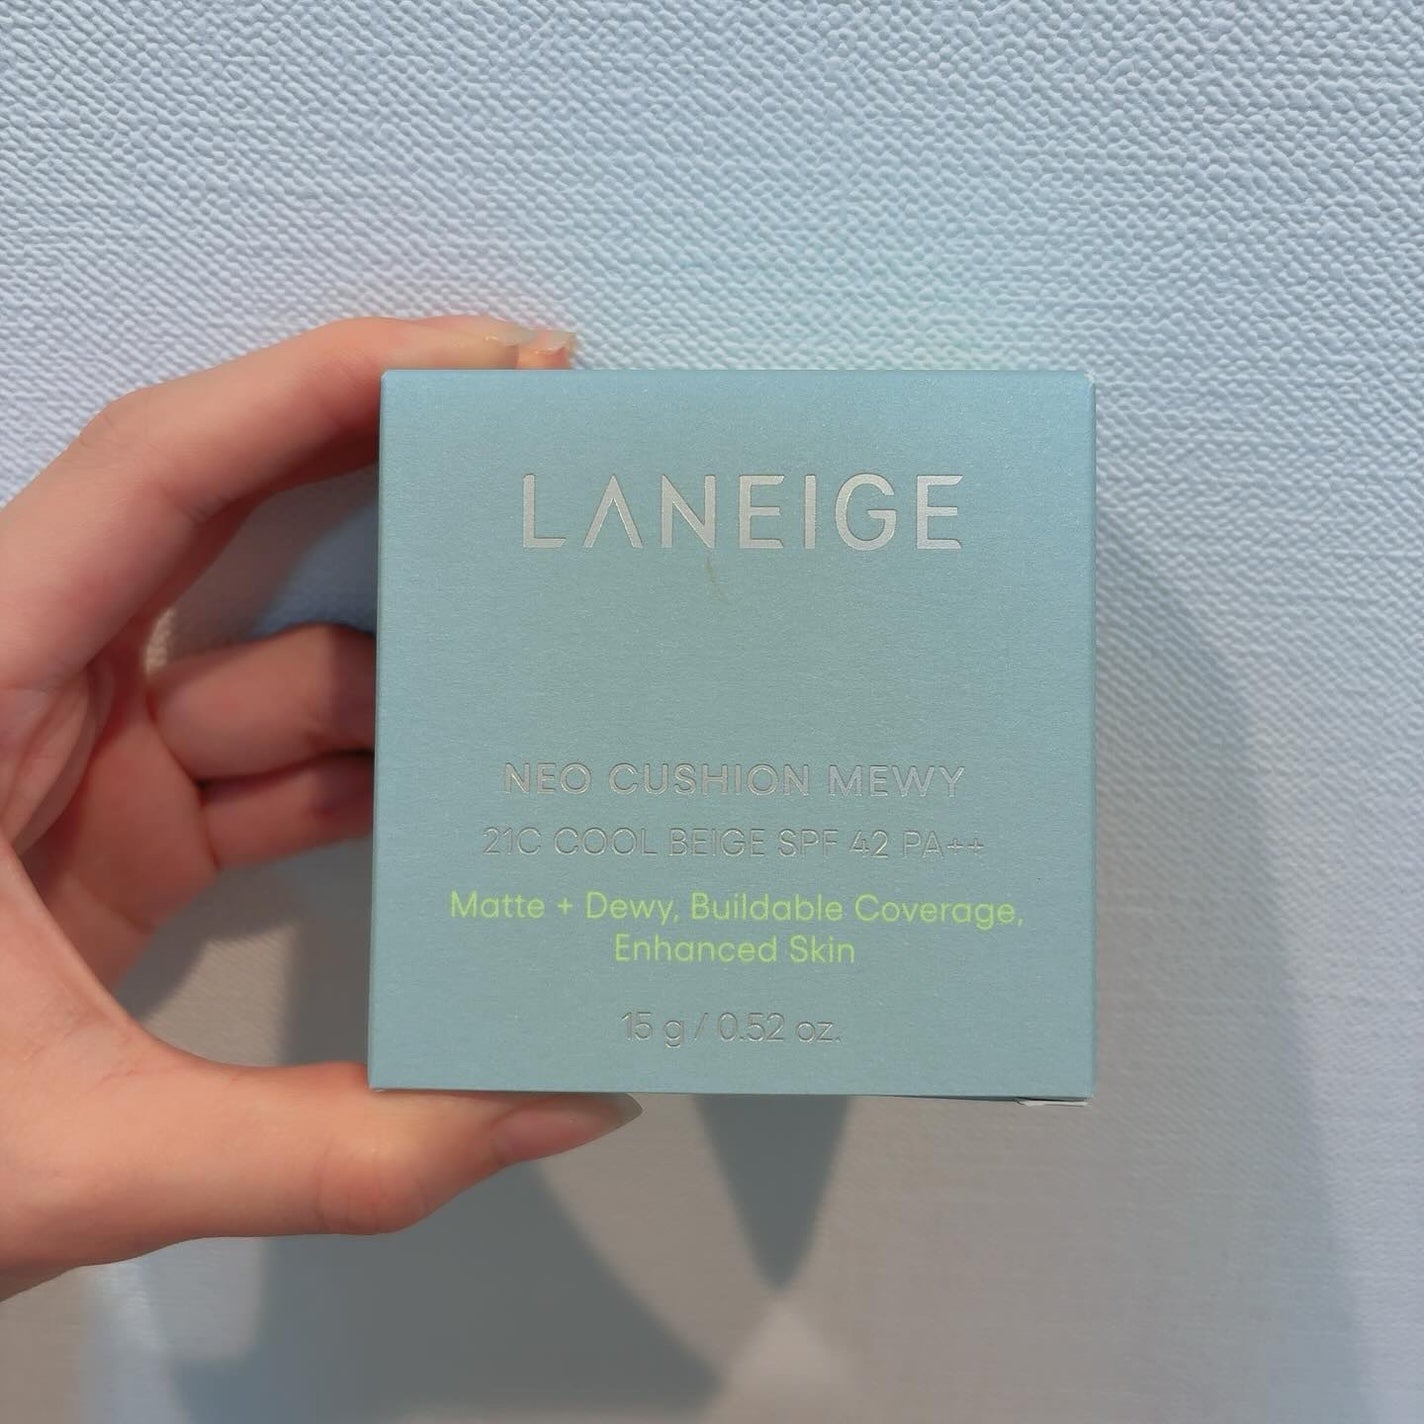 LANEIGE
NEO CUSHION MEWY
21C COOL BEIGE SPF 42 PA++
Matte + Dewy, Buildable Coverage,
Enhanced Skin
15 g / 0.52 oz.